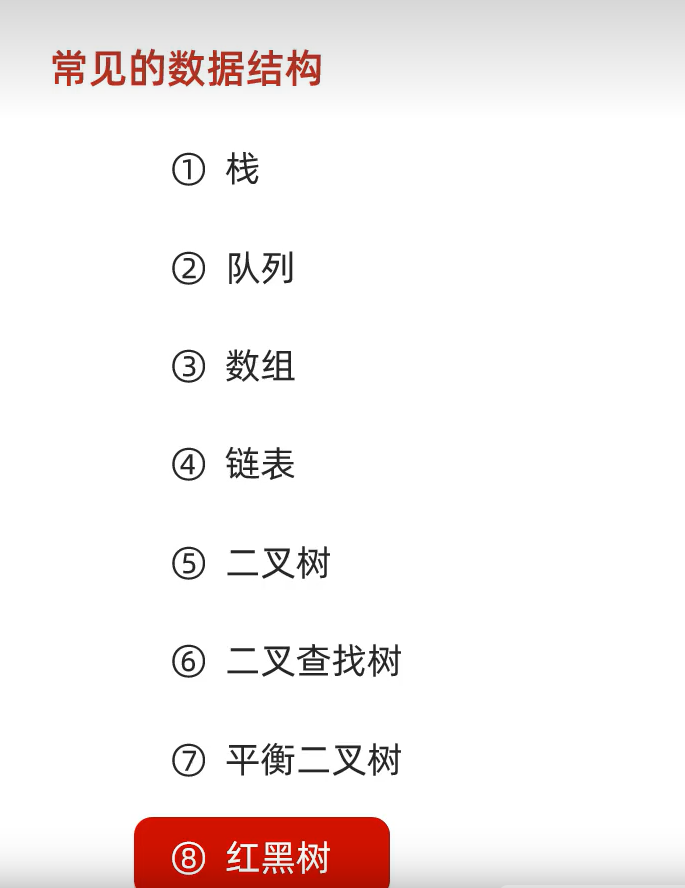 常见的数据结构
① 栈
② 队列
③ 数组
④ 链表
⑤ 二叉树
⑥ 二叉查找树
⑦ 平衡二叉树
⑧ 红黑树